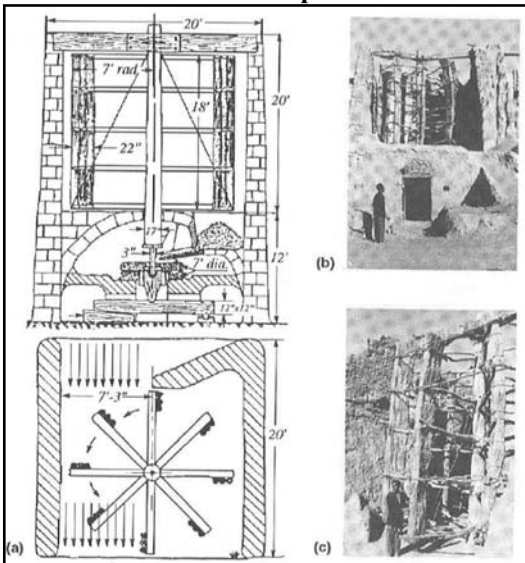 20'
7' rad.
18'
20'
22"
17"
3"
7' dia.
12'
12"x12"
7'-3"
20'
(a)
(b)
(c)